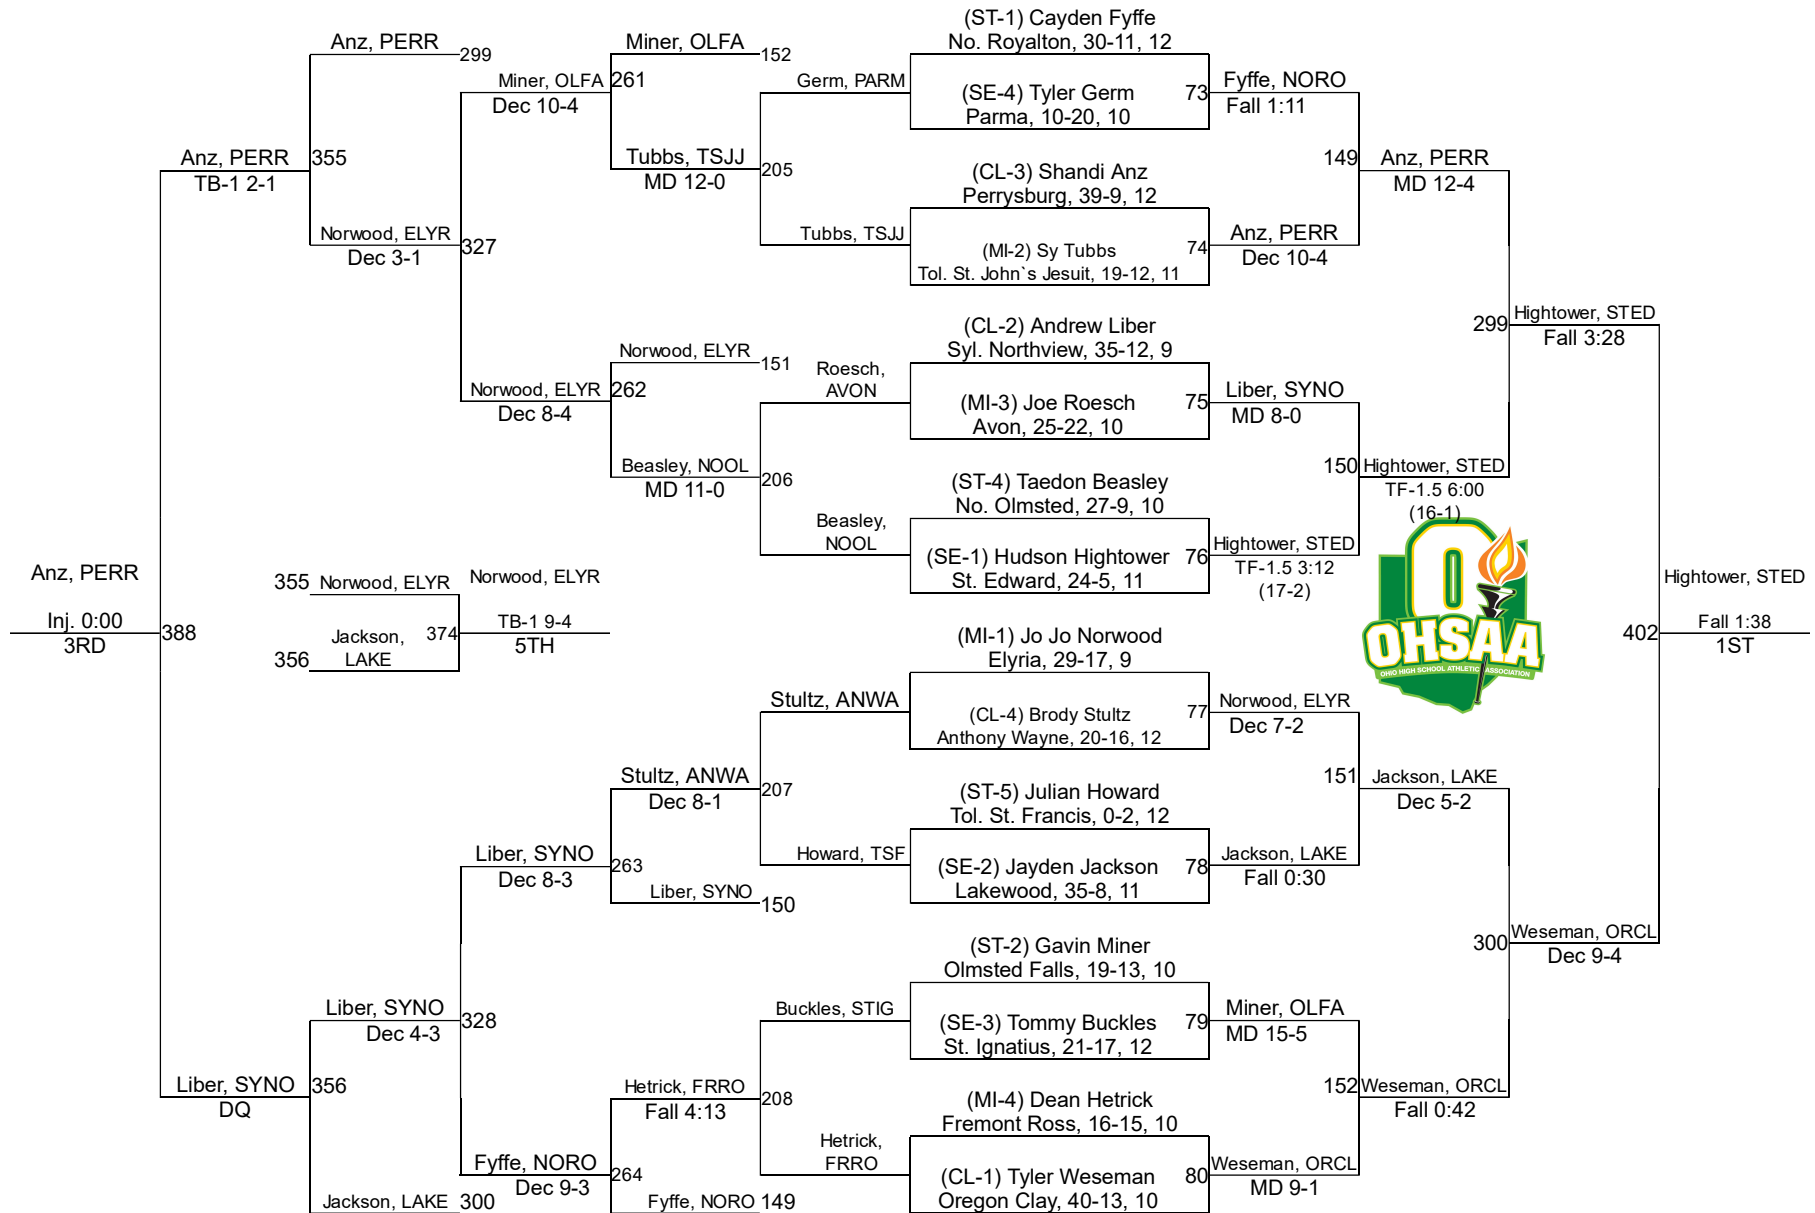 (ST-1) Cayden Fyffe
No. Royalton, 30-11, 12
(SE-4) Tyler Germ
Parma, 10-20, 10
73
(CL-3) Shandi Anz
Perrysburg, 39-9, 12
(MI-2) Sy Tubbs
Tol. St. John`s Jesuit, 19-12, 11
74
(CL-2) Andrew Liber
Syl. Northview, 35-12, 9
(MI-3) Joe Roesch
Avon, 25-22, 10
75
(ST-4) Taedon Beasley
No. Olmsted, 27-9, 10
(SE-1) Hudson Hightower
St. Edward, 24-5, 11
76
(MI-1) Jo Jo Norwood
Elyria, 29-17, 9
(CL-4) Brody Stultz
Anthony Wayne, 20-16, 12
77
(ST-5) Julian Howard
Tol. St. Francis, 0-2, 12
(SE-2) Jayden Jackson
Lakewood, 35-8, 11
78
(ST-2) Gavin Miner
Olmsted Falls, 19-13, 10
(SE-3) Tommy Buckles
St. Ignatius, 21-17, 12
79
(MI-4) Dean Hetrick
Fremont Ross, 16-15, 10
(CL-1) Tyler Weseman
Oregon Clay, 40-13, 10
80
Fyffe, NORO
Fall 1:11
Anz, PERR
Dec 10-4
Liber, SYNO
MD 8-0
Hightower, STED
TF-1.5 3:12
(17-2)
Norwood, ELYR
Dec 7-2
Jackson, LAKE
Fall 0:30
Miner, OLFA
MD 15-5
Weseman, ORCL
MD 9-1
149
Anz, PERR
MD 12-4
150
Hightower, STED
TF-1.5 6:00
(16-1)
151
Jackson, LAKE
Dec 5-2
152
Weseman, ORCL
Fall 0:42
299
Hightower, STED
Fall 3:28
300
Weseman, ORCL
Dec 9-4
402
Hightower, STED
Fall 1:38
1ST
O
OHSAA
OHIO HIGH SCHOOL ATHLETIC ASSOCIATION
Germ, PARM
Tubbs, TSJJ
205
Roesch,
AVON
Beasley,
NOOL
206
Stultz, ANWA
Howard, TSF
207
Buckles, STIG
Hetrick,
FRRO
208
Miner, OLFA
152
Tubbs, TSJJ
MD 12-0
261
Norwood, ELYR
151
Beasley, NOOL
MD 11-0
262
Stultz, ANWA
Dec 8-1
Liber, SYNO
150
263
Hetrick, FRRO
Fall 4:13
Fyffe, NORO
149
264
Miner, OLFA
Dec 10-4
Norwood, ELYR
Dec 8-4
327
Liber, SYNO
Dec 8-3
Fyffe, NORO
Dec 9-3
328
Anz, PERR
299
Norwood, ELYR
Dec 3-1
355
Liber, SYNO
Dec 4-3
Jackson, LAKE
300
356
Anz, PERR
TB-1 2-1
Liber, SYNO
DQ
388
Anz, PERR
Inj. 0:00
3RD
355
Norwood, ELYR
356
Jackson,
LAKE
374
Norwood, ELYR
TB-1 9-4
5TH